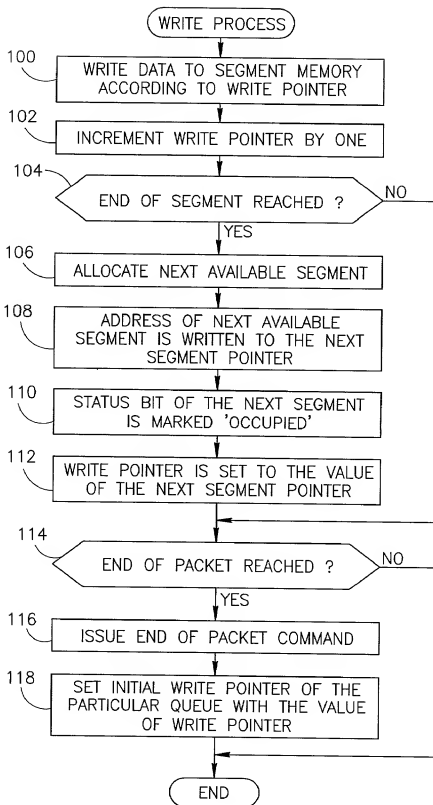 WRITE PROCESS
100
WRITE DATA TO SEGMENT MEMORY
ACCORDING TO WRITE POINTER
102
INCREMENT WRITE POINTER BY ONE
104
END OF SEGMENT REACHED ?
NO
YES
106
ALLOCATE NEXT AVAILABLE SEGMENT
108
ADDRESS OF NEXT AVAILABLE
SEGMENT IS WRITTEN TO THE NEXT
SEGMENT POINTER
110
STATUS BIT OF THE NEXT SEGMENT
IS MARKED 'OCCUPIED'
112
WRITE POINTER IS SET TO THE VALUE
OF THE NEXT SEGMENT POINTER
114
END OF PACKET REACHED ?
NO
YES
116
ISSUE END OF PACKET COMMAND
118
SET INITIAL WRITE POINTER OF THE
PARTICULAR QUEUE WITH THE VALUE
OF WRITE POINTER
END